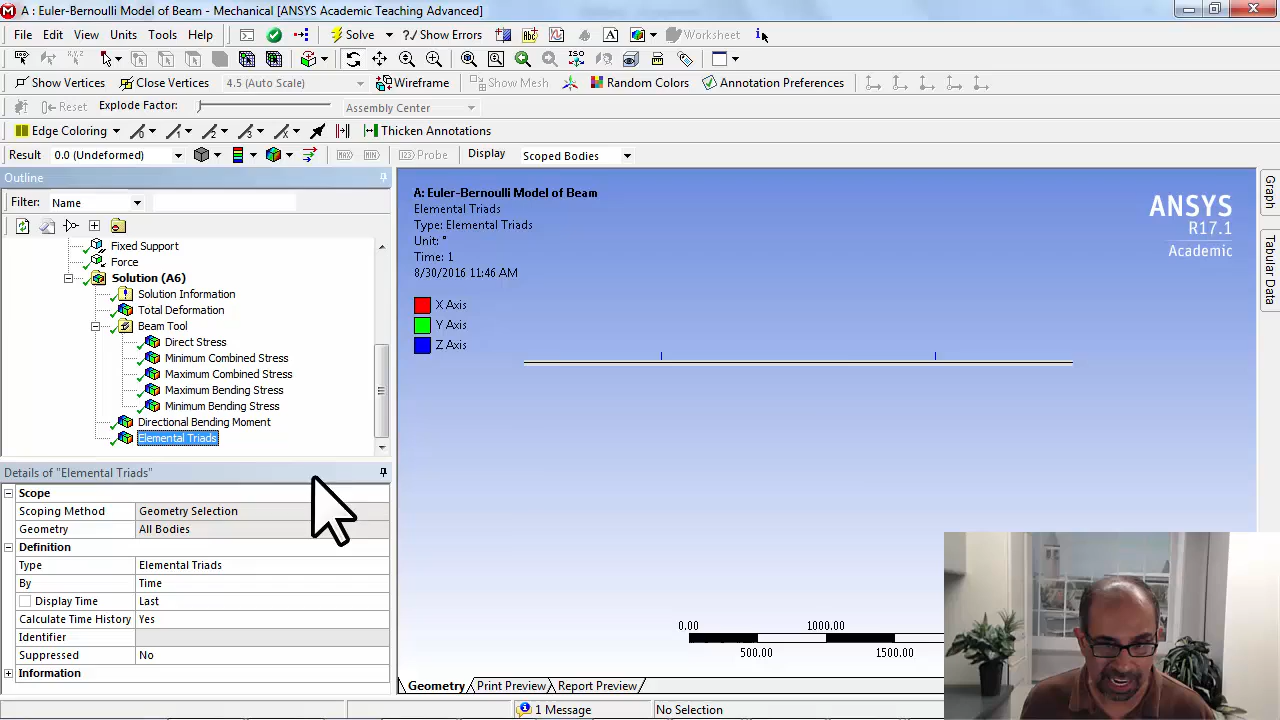 A : Euler-Bernoulli Model of Beam - Mechanical [ANSYS Academic Teaching Advanced]
File Edit View Units Tools Help Solve Show Errors Worksheet
Show Vertices Close Vertices 4.5 (Auto Scale) Wireframe Show Mesh Random Colors Annotation Preferences
Reset Explode Factor: Assembly Center
Edge Coloring Thicken Annotations
Result 0.0 (Undeformed) MAX MIN Probe Display Scoped Bodies
Outline
Filter: Name
Fixed Support
Force
Solution (A6)
Solution Information
Total Deformation
Beam Tool
Direct Stress
Minimum Combined Stress
Maximum Combined Stress
Maximum Bending Stress
Minimum Bending Stress
Directional Bending Moment
Elemental Triads
Details of "Elemental Triads"
Scope
Scoping Method Geometry Selection
Geometry All Bodies
Definition
Type Elemental Triads
By Time
Display Time Last
Calculate Time History Yes
Identifier
Suppressed No
Information
A: Euler-Bernoulli Model of Beam
Elemental Triads
Type: Elemental Triads
Unit: °
Time: 1
8/30/2016 11:46 AM
X Axis
Y Axis
Z Axis
ANSYS
R17.1
Academic
0.00 1000.00
500.00 1500.00
Geometry Print Preview Report Preview
1 Message No Selection
Graph
Tabular Data